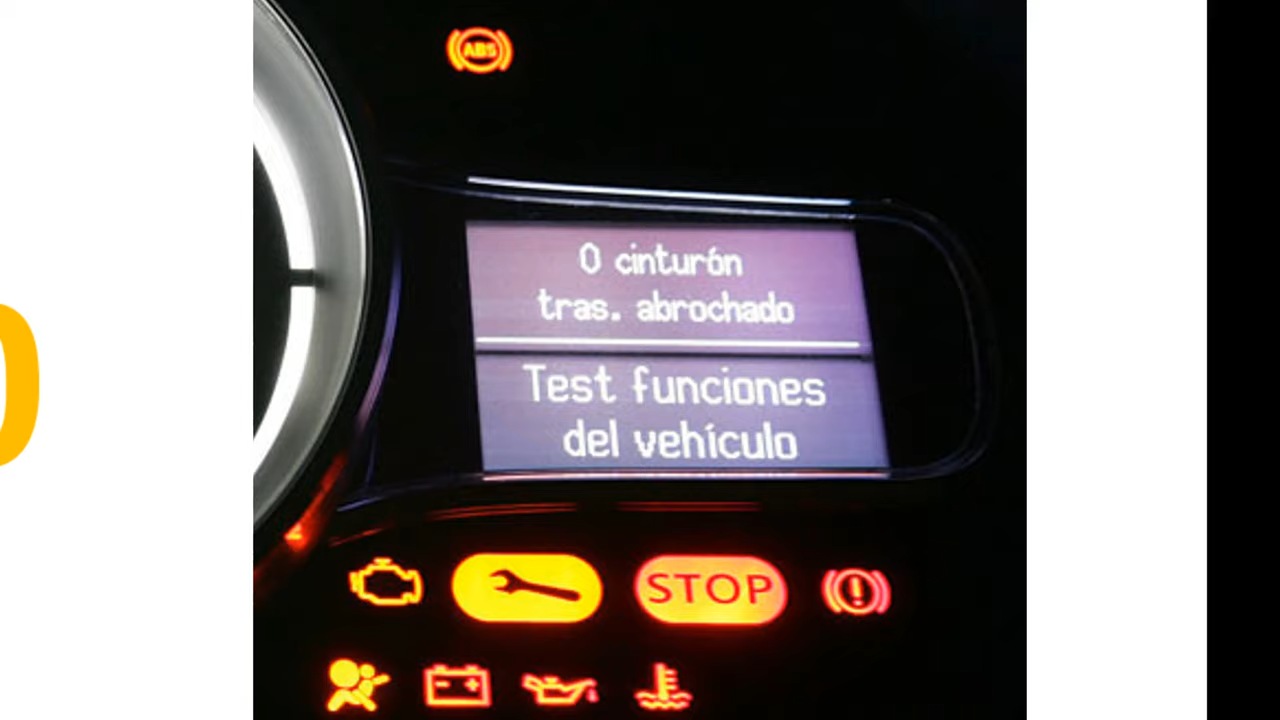 ABS
0 cinturón
tras. abrochado
Test funciones
del vehículo
STOP